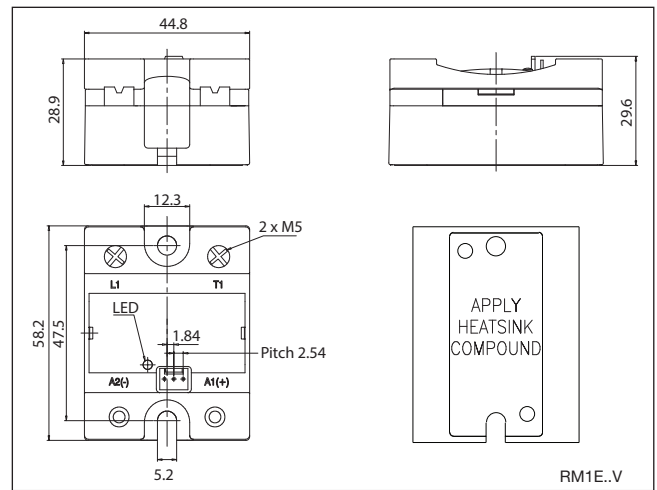 44.8
28.9
29.6
12.3
2 x M5
L1
T1
58.2
47.5
LED
1.84
Pitch 2.54
A2(-)
A1(+)
5.2
APPLY
HEATSINK
COMPOUND
RM1E..V